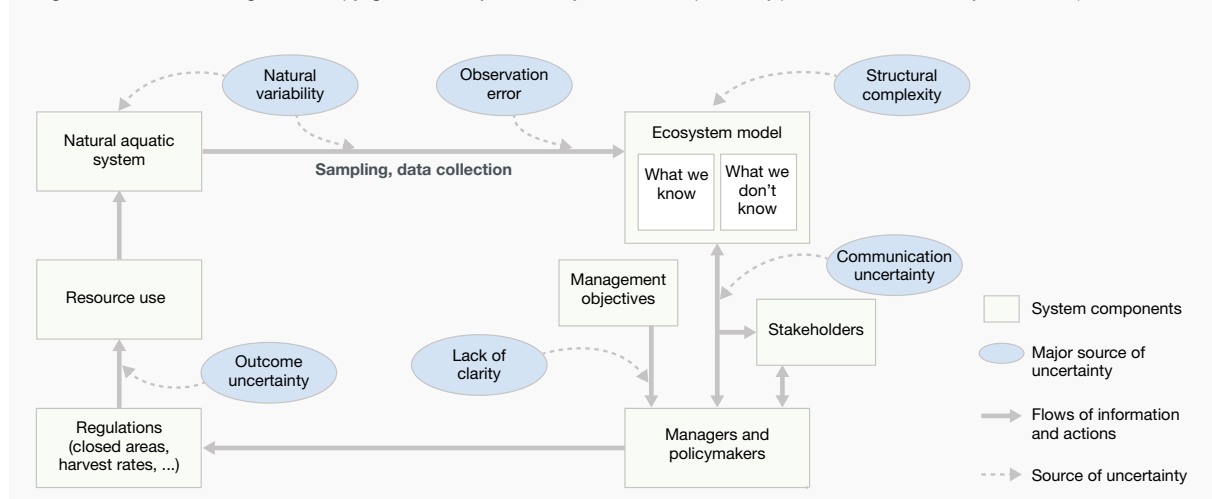 Natural
variability
Observation
error
Structural
complexity
Natural aquatic
system
Sampling, data collection
Ecosystem model
What we
know
What we
don't
know
Communication
uncertainty
Management
objectives
Resource use
Stakeholders
System components
Outcome
uncertainty
Lack of
clarity
Major source of
uncertainty
Regulations
(closed areas,
harvest rates, ...)
Managers and
policymakers
Flows of information
and actions
Source of uncertainty